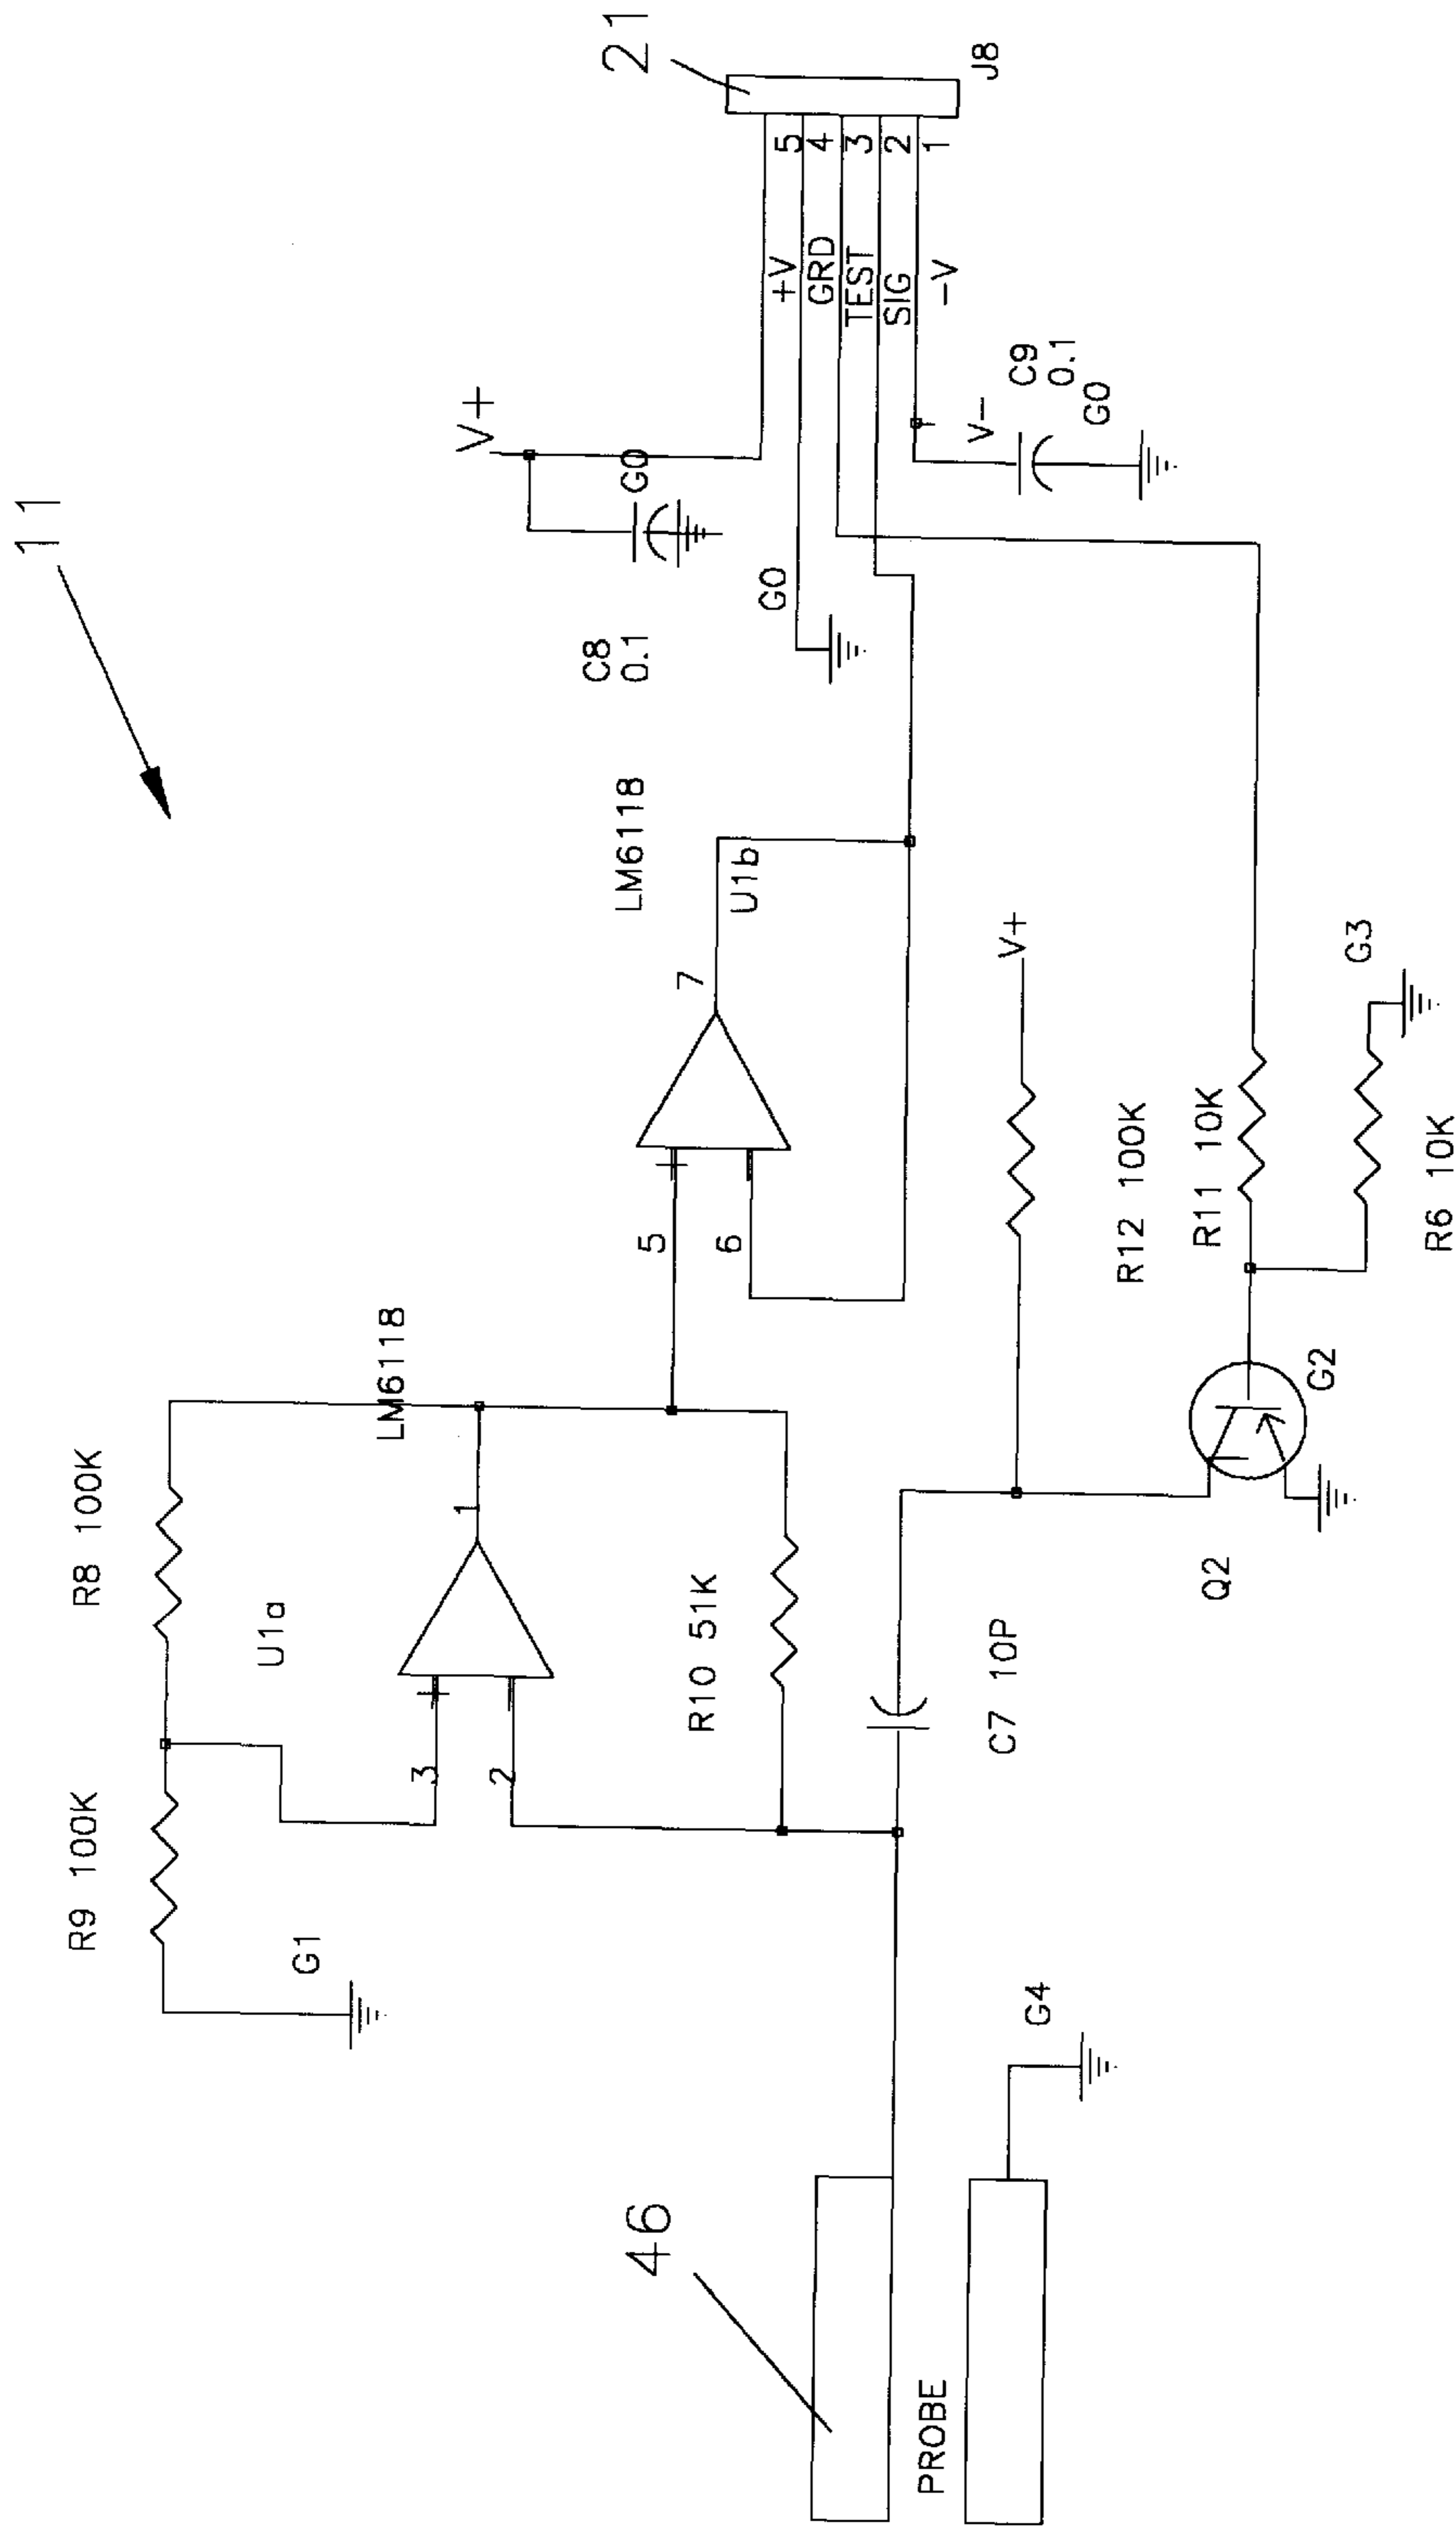 11
21
V+
G0
C8
0.1
G0
+V
GRD
TEST
SIG
-V
5
4
3
2
1
J8
V-
C9
0.1
G0
R9 100K
R8 100K
U1a
LM6118
G1
3
2
1
R10 51K
LM6118
U1b
5
6
7
46
PROBE
G4
C7 10P
V+
R12 100K
R11 10K
G3
R6 10K
Q2
G2